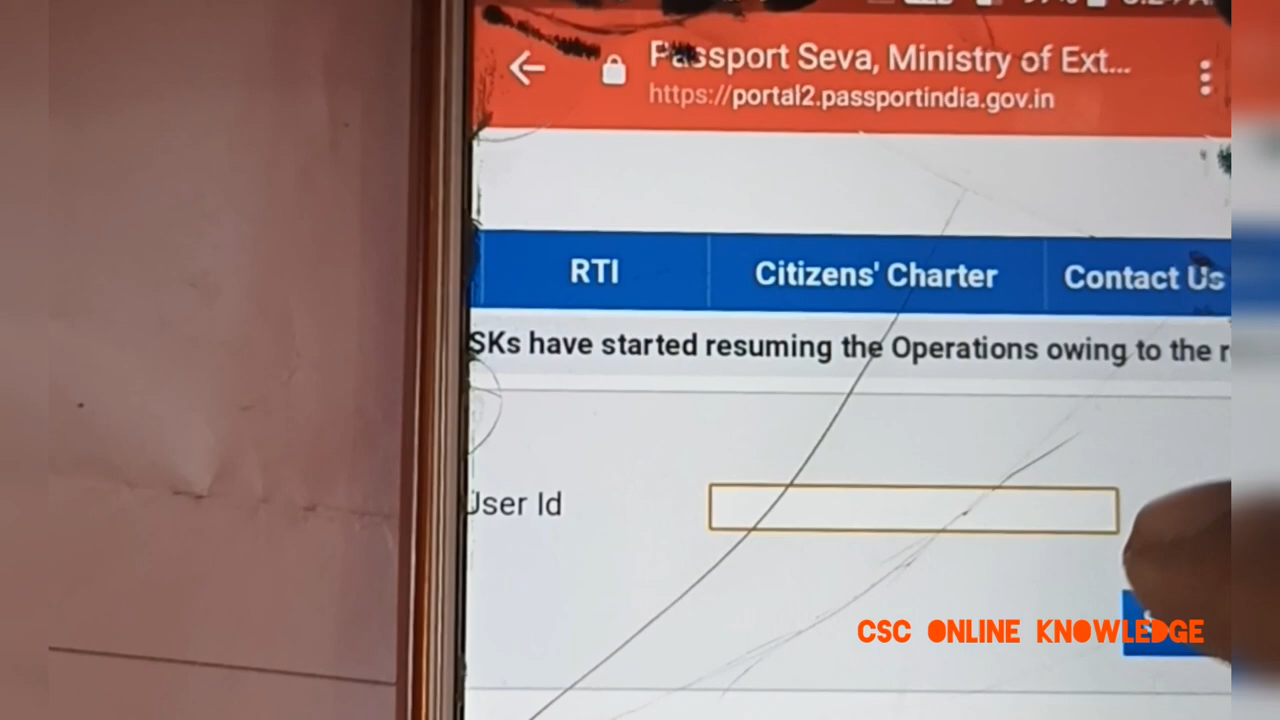 Passport Seva, Ministry of Ext...
https://portal2.passportindia.gov.in
RTI
Citizens' Charter
Contact Us
SKs have started resuming the Operations owing to the r
User Id
CSC ONLINE KNOWLEDGE